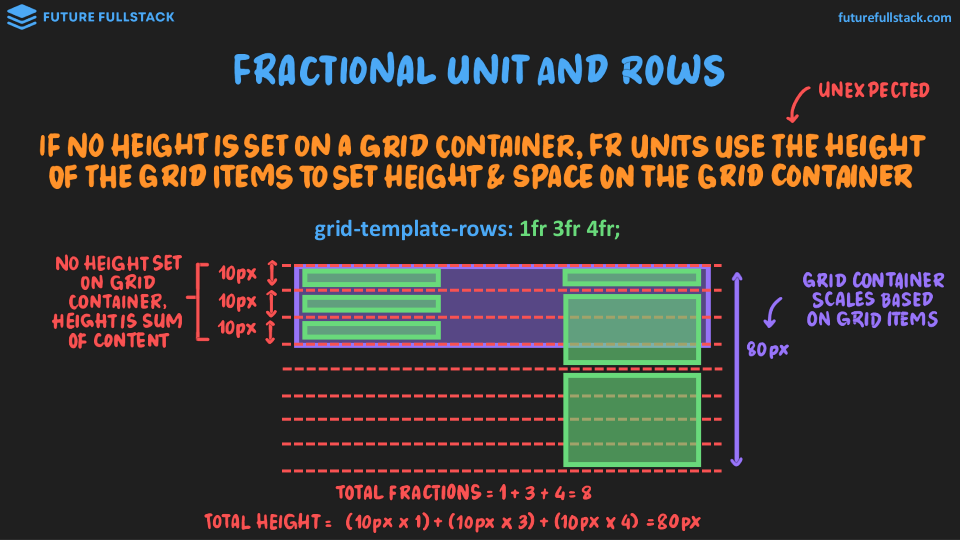 FUTURE FULLSTACK
futurefullstack.com
FRACTIONAL UNIT AND ROWS
UNEXPECTED
IF NO HEIGHT IS SET ON A GRID CONTAINER, FR UNITS USE THE HEIGHT
OF THE GRID ITEMS TO SET HEIGHT & SPACE ON THE GRID CONTAINER
grid-template-rows: 1fr 3fr 4fr;
NO HEIGHT SET
ON GRID
CONTAINER,
HEIGHT IS SUM
OF CONTENT
10px
10px
10px
GRID CONTAINER
SCALES BASED
ON GRID ITEMS
80px
TOTAL FRACTIONS = 1 + 3 + 4 = 8
TOTAL HEIGHT = (10px x 1) + (10px x 3) + (10px x 4) = 80px